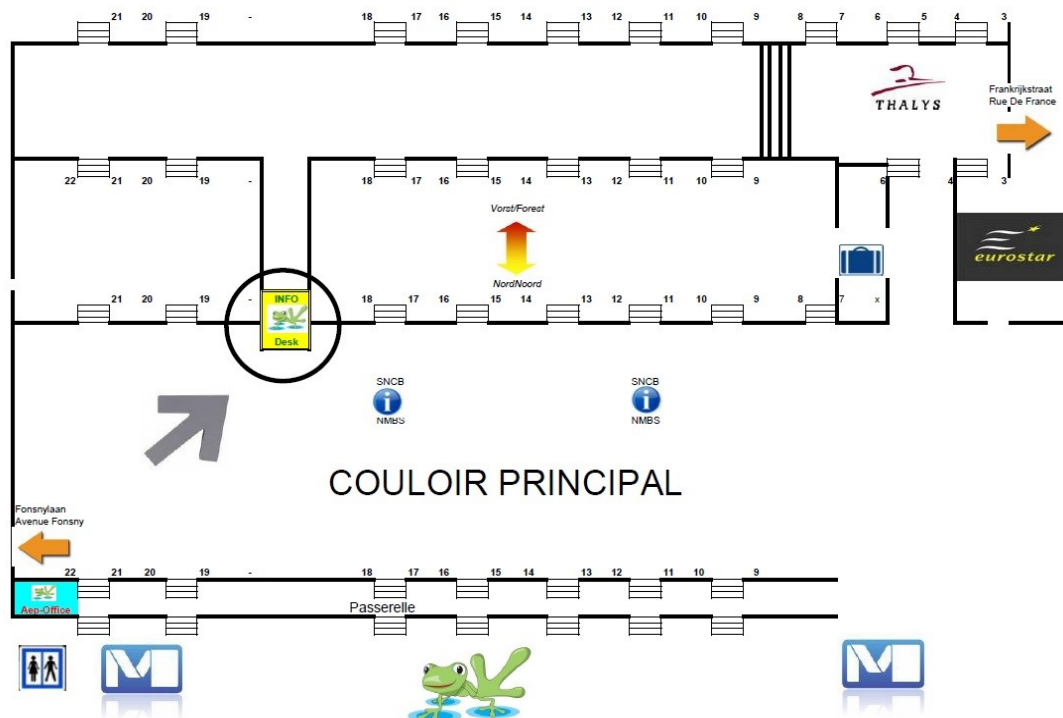 21 20 19 - 18 17 16 15 14 13 12 11 10 9 8 7 6 5 4 3
THALYS
Frankrijkstraat
Rue De France
22 21 20 19 - 18 17 16 15 14 13 12 11 10 9 6 4 3
Vorst/Forest
eurostar
NordNoord
21 20 19 - 18 17 16 15 14 13 12 11 10 9 8 7 x
INFO
Desk
SNCB
i
NMBS
SNCB
i
NMBS
COULOIR PRINCIPAL
Fonsnylaan
Avenue Fonsny
22 21 20 19 - 18 17 16 15 14 13 12 11 10 9
Aep-Office
Passerelle
M
M